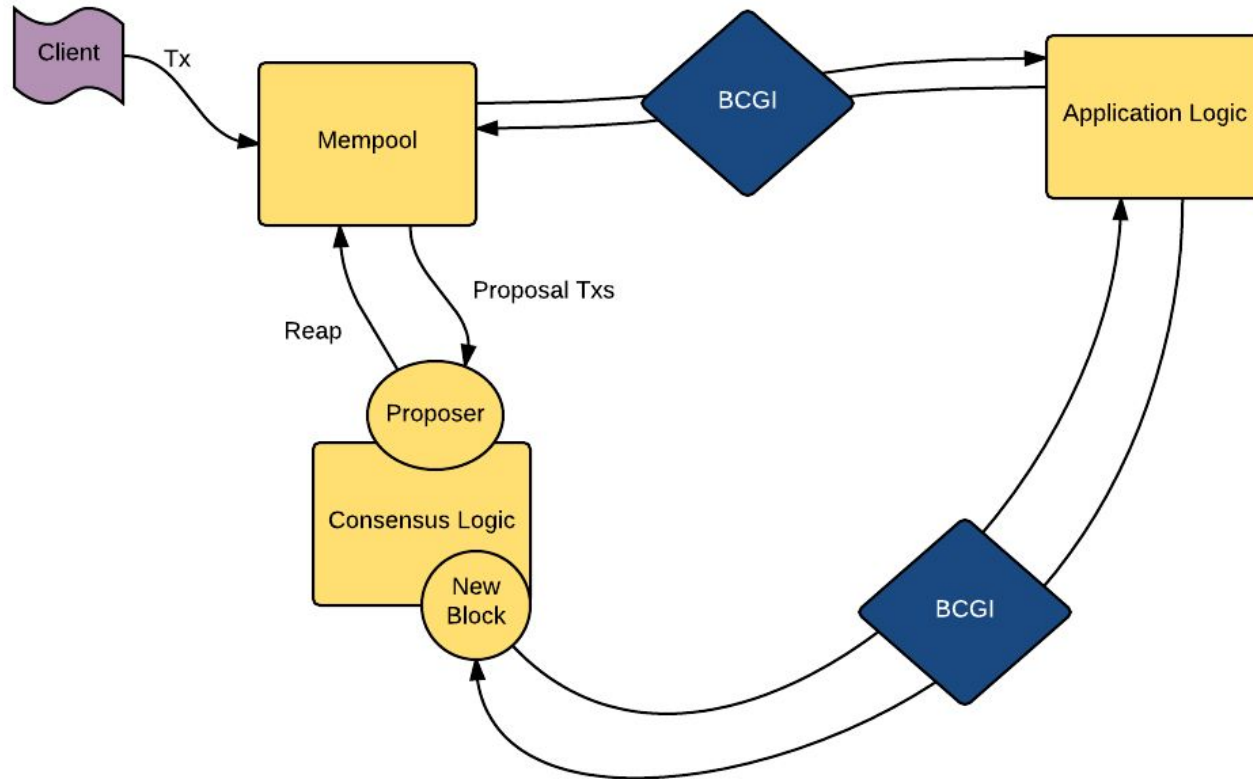 Client
Tx
Mempool
BCGI
Application Logic
Proposal Txs
Reap
Proposer
Consensus Logic
New
Block
BCGI